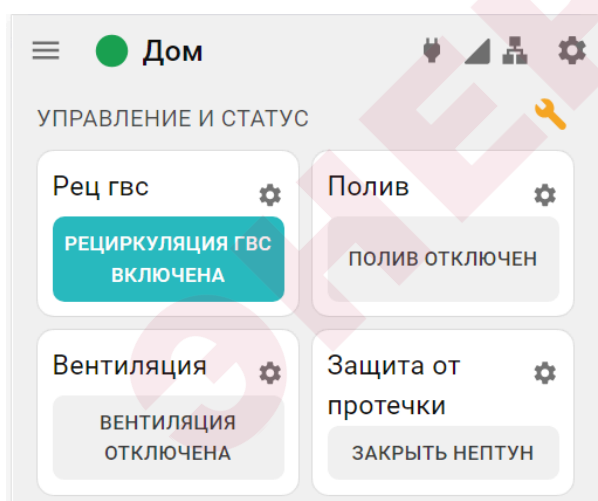 Дом
УПРАВЛЕНИЕ И СТАТУС
Рец гвс
РЕЦИРКУЛЯЦИЯ ГВС
ВКЛЮЧЕНА
Полив
ПОЛИВ ОТКЛЮЧЕН
Вентиляция
ВЕНТИЛЯЦИЯ
ОТКЛЮЧЕНА
Защита от
протечки
ЗАКРЫТЬ НЕПТУН
ЭНЕР